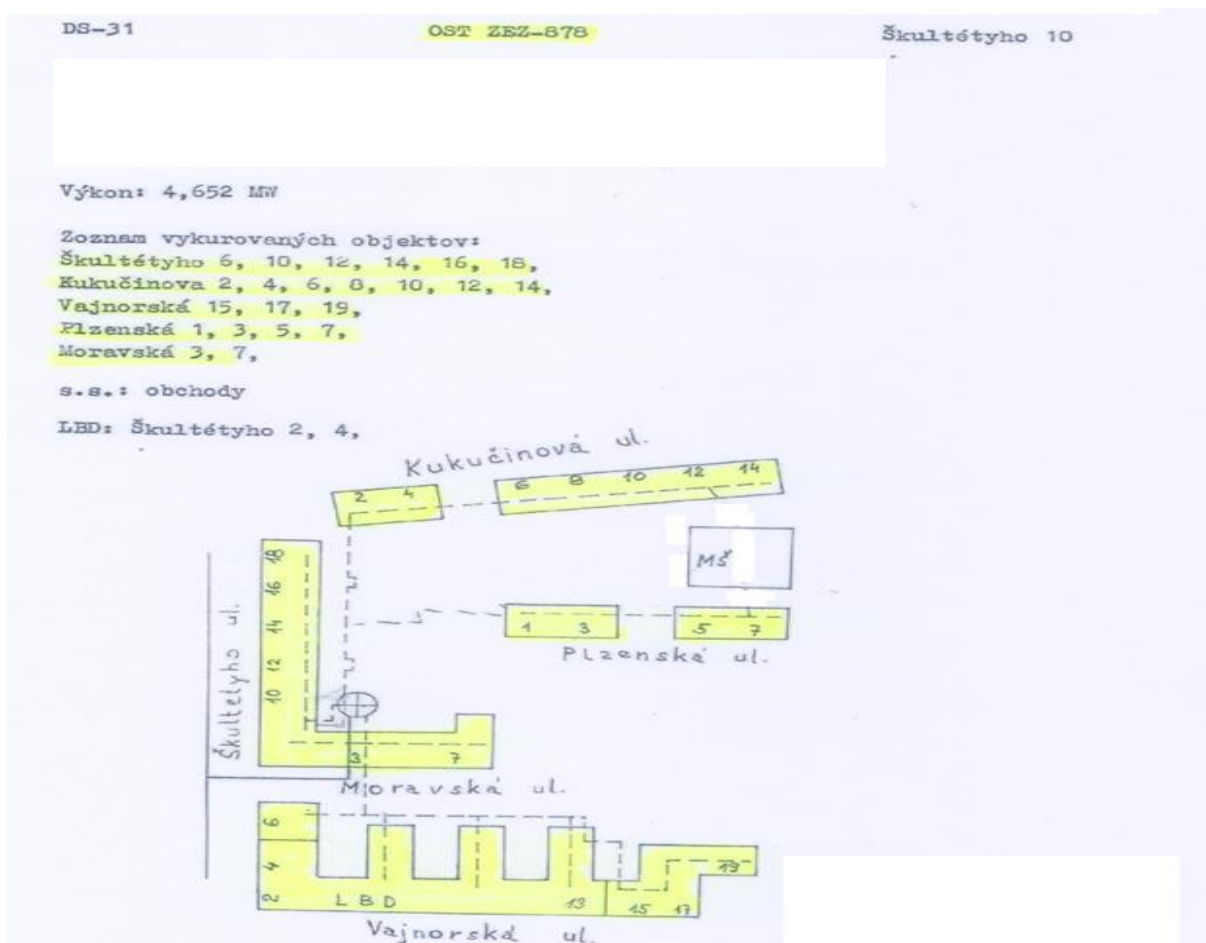 DS-31 OST ZEZ-878 Škultétyho 10
Výkon: 4,652 MW
Zoznam vykurovaných objektov:
Škultétyho 6, 10, 12, 14, 16, 18,
Kukučinova 2, 4, 6, 8, 10, 12, 14,
Vajnorská 15, 17, 19,
Plzenská 1, 3, 5, 7,
Moravská 3, 7,
s.s.: obchody
LBD: Škultétyho 2, 4,
Kukučinová ul.
2 4 6 8 10 12 14
MŠ
18
16
14
12
10
Škultelyho ul.
1 3 5 7
Plzenská ul.
3 7
Moravská ul.
6
4
2
LBD 13 15 17 19
Vajnorská ul.